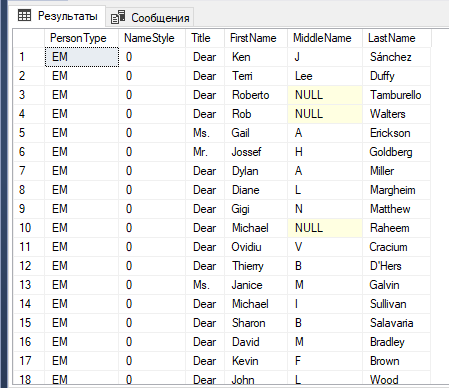 Результаты Сообщения
PersonType NameStyle Title FirstName MiddleName LastName
1 EM 0 Dear Ken J Sánchez
2 EM 0 Dear Terri Lee Duffy
3 EM 0 Dear Roberto NULL Tamburello
4 EM 0 Dear Rob NULL Walters
5 EM 0 Ms. Gail A Erickson
6 EM 0 Mr. Jossef H Goldberg
7 EM 0 Dear Dylan A Miller
8 EM 0 Dear Diane L Margheim
9 EM 0 Dear Gigi N Matthew
10 EM 0 Dear Michael NULL Raheem
11 EM 0 Dear Ovidiu V Cracium
12 EM 0 Dear Thierry B D'Hers
13 EM 0 Ms. Janice M Galvin
14 EM 0 Dear Michael I Sullivan
15 EM 0 Dear Sharon B Salavaria
16 EM 0 Dear David M Bradley
17 EM 0 Dear Kevin F Brown
18 EM 0 Dear John L Wood